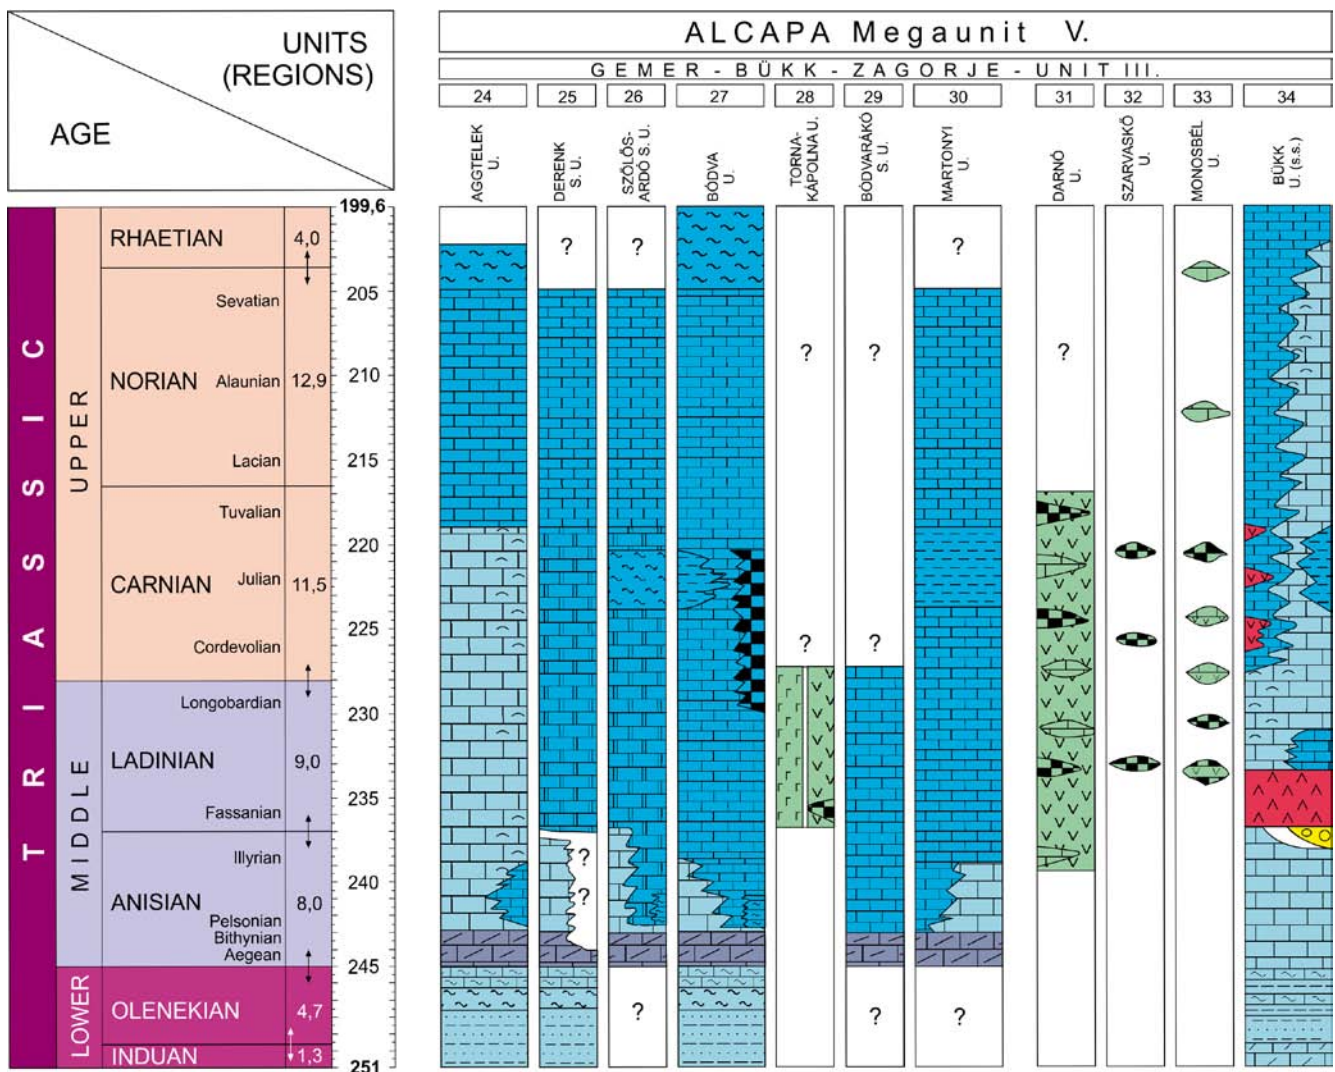 UNITS
(REGIONS)
AGE
ALCAPA Megaunit V.
GEMER - BÜKK - ZAGORJE - UNIT III.
24 25 26 27 28 29 30 31 32 33 34
AGGTELEK
U.
DERENK
S. U.
SZÖLÖS-
ARDÓ S. U.
BÓDVA
U.
TORNA-
KÁPOLNA U.
BÓDVARÁKÓ
S. U.
MARTONYI
U.
DARNÓ
U.
SZARVASKŐ
U.
MONOSBÉL
U.
BÜKK
U. (s.s.)
TRIASSIC
UPPER
MIDDLE
LOWER
199,6
RHAETIAN 4,0
? ? ?
Sevatian 205
NORIAN Alaunian 12,9 210
? ? ?
Lacian 215
Tuvalian
220
CARNIAN Julian 11,5
225
Cordevolian
? ?
Longobardian
230
LADINIAN 9,0
Fassanian 235
Illyrian
?
?
240
ANISIAN 8,0
Pelsonian
Bithynian
Aegean
245
OLENEKIAN 4,7
? ? ?
INDUAN 1,3
251